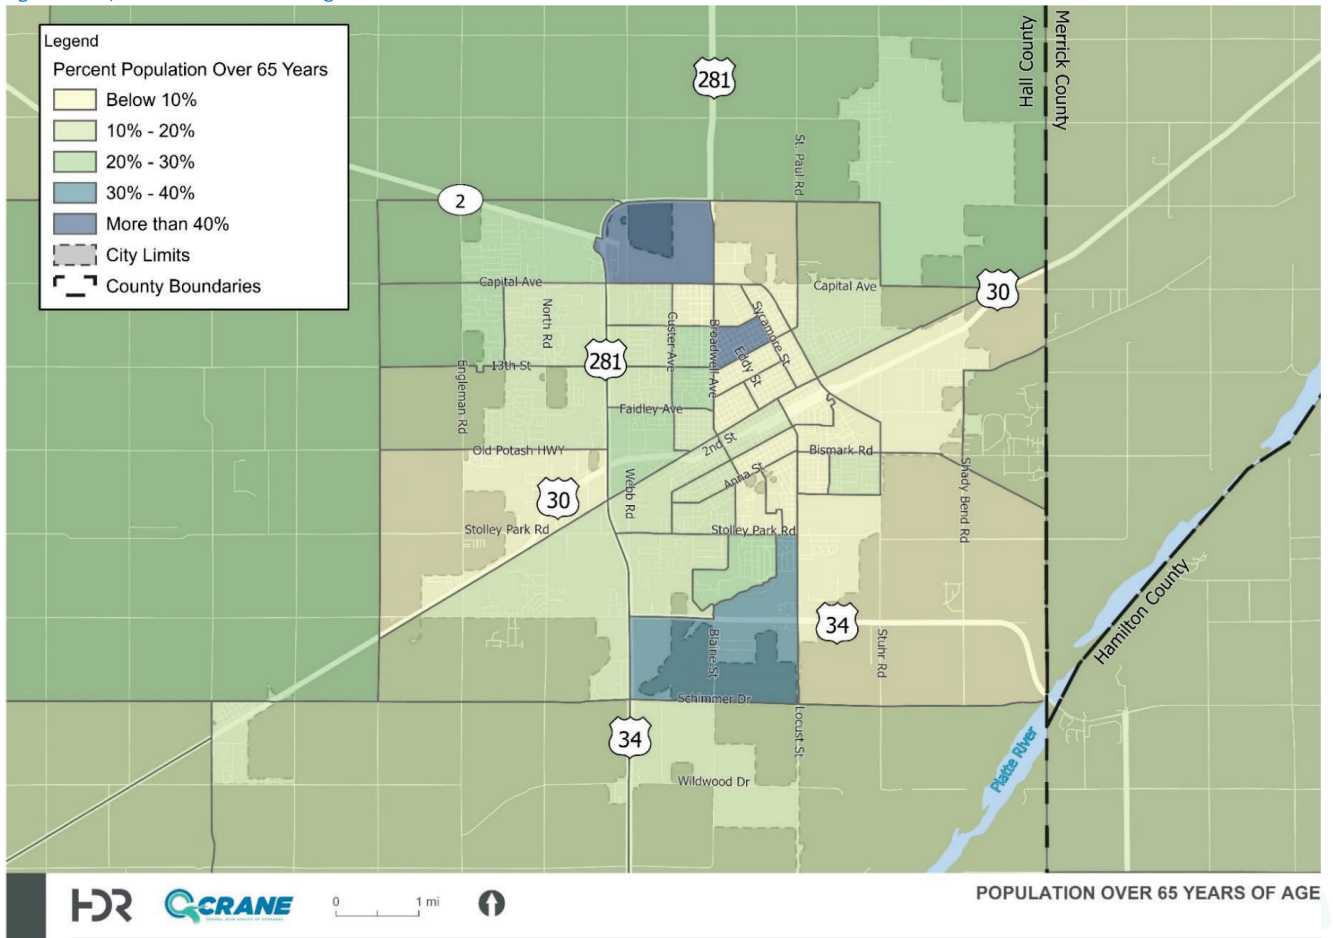 Legend
Percent Population Over 65 Years
Below 10%
10% - 20%
20% - 30%
30% - 40%
More than 40%
City Limits
County Boundaries
281
Hall County
Merrick County
St. Paul Rd
2
Capital Ave
Capital Ave
30
North Rd
Custer Ave
Broadwell Ave
Sycamore St
Eddy St
281
13th St
Engleman Rd
Faidley Ave
2nd St
Old Potash HWY
Bismark Rd
Anna St
Shady Bend Rd
30
Webb Rd
Stolley Park Rd
Stolley Park Rd
Hamilton County
34
Blaine St
Stuhr Rd
Schimmer Dr
Locust St
34
Wildwood Dr
Platte River
HDR
CRANE
0 1 mi
POPULATION OVER 65 YEARS OF AGE